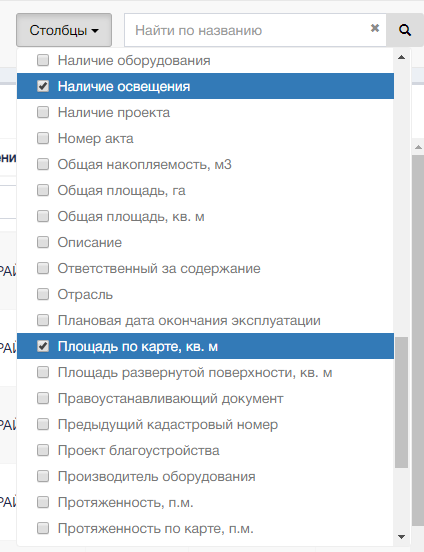 Столбцы
Найти по названию
Наличие оборудования
Наличие освещения
Наличие проекта
Номер акта
Общая накопляемость, м3
Общая площадь, га
Общая площадь, кв. м
Описание
Ответственный за содержание
Отрасль
Плановая дата окончания эксплуатации
Площадь по карте, кв. м
Площадь развернутой поверхности, кв. м
Правоустанавливающий документ
Предыдущий кадастровый номер
Проект благоустройства
Производитель оборудования
Протяженность, п.м.
Протяженность по карте, п.м.